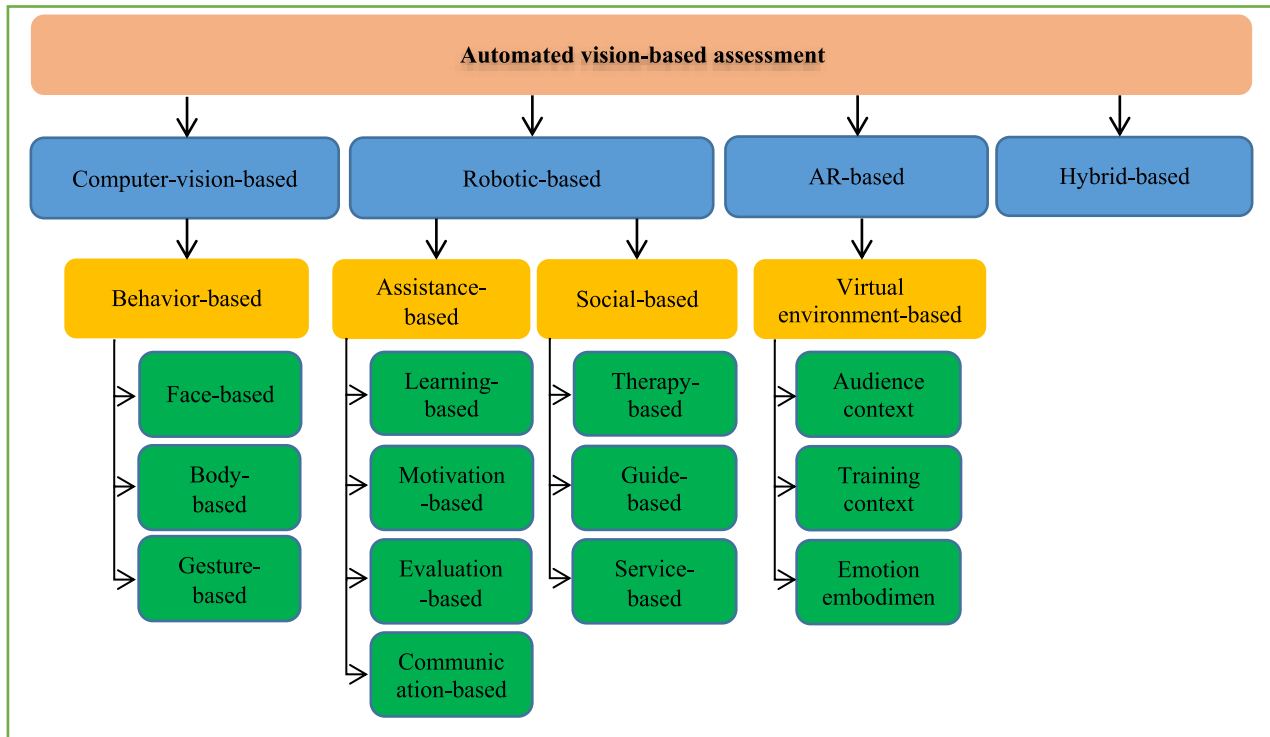 Automated vision-based assessment
Computer-vision-based
Robotic-based
AR-based
Hybrid-based
Behavior-based
Assistance-
based
Social-based
Virtual
environment-based
Face-based
Body-
based
Gesture-
based
Learning-
based
Motivation
-based
Evaluation
-based
Communic
ation-based
Therapy-
based
Guide-
based
Service-
based
Audience
context
Training
context
Emotion
embodimen